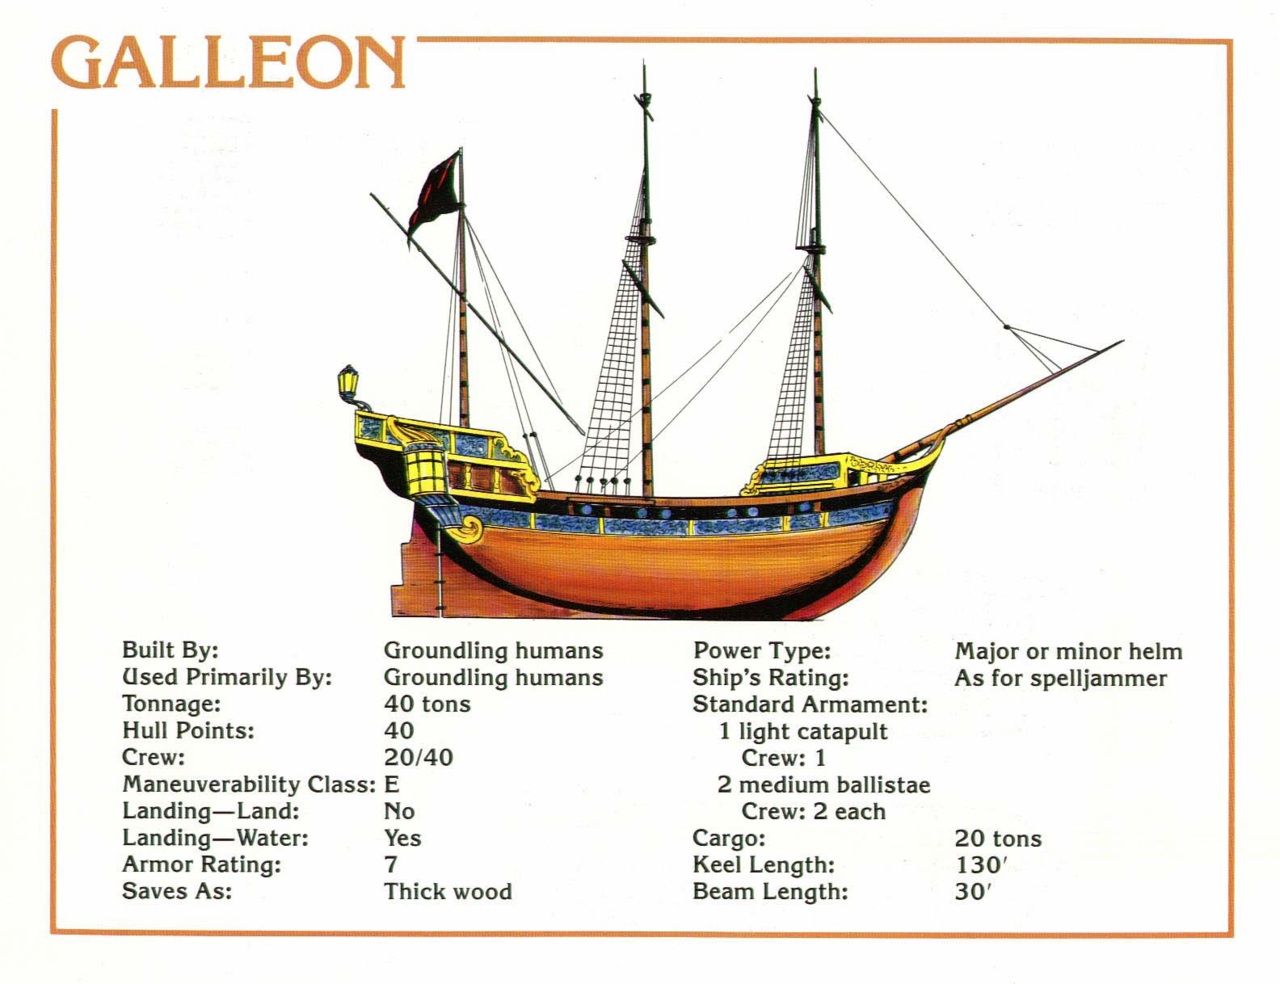 GALLEON
Built By: Groundling humans
Used Primarily By: Groundling humans
Tonnage: 40 tons
Hull Points: 40
Crew: 20/40
Maneuverability Class: E
Landing—Land: No
Landing—Water: Yes
Armor Rating: 7
Saves As: Thick wood
Power Type: Major or minor helm
Ship's Rating: As for spelljammer
Standard Armament:
1 light catapult
Crew: 1
2 medium ballistae
Crew: 2 each
Cargo: 20 tons
Keel Length: 130′
Beam Length: 30′